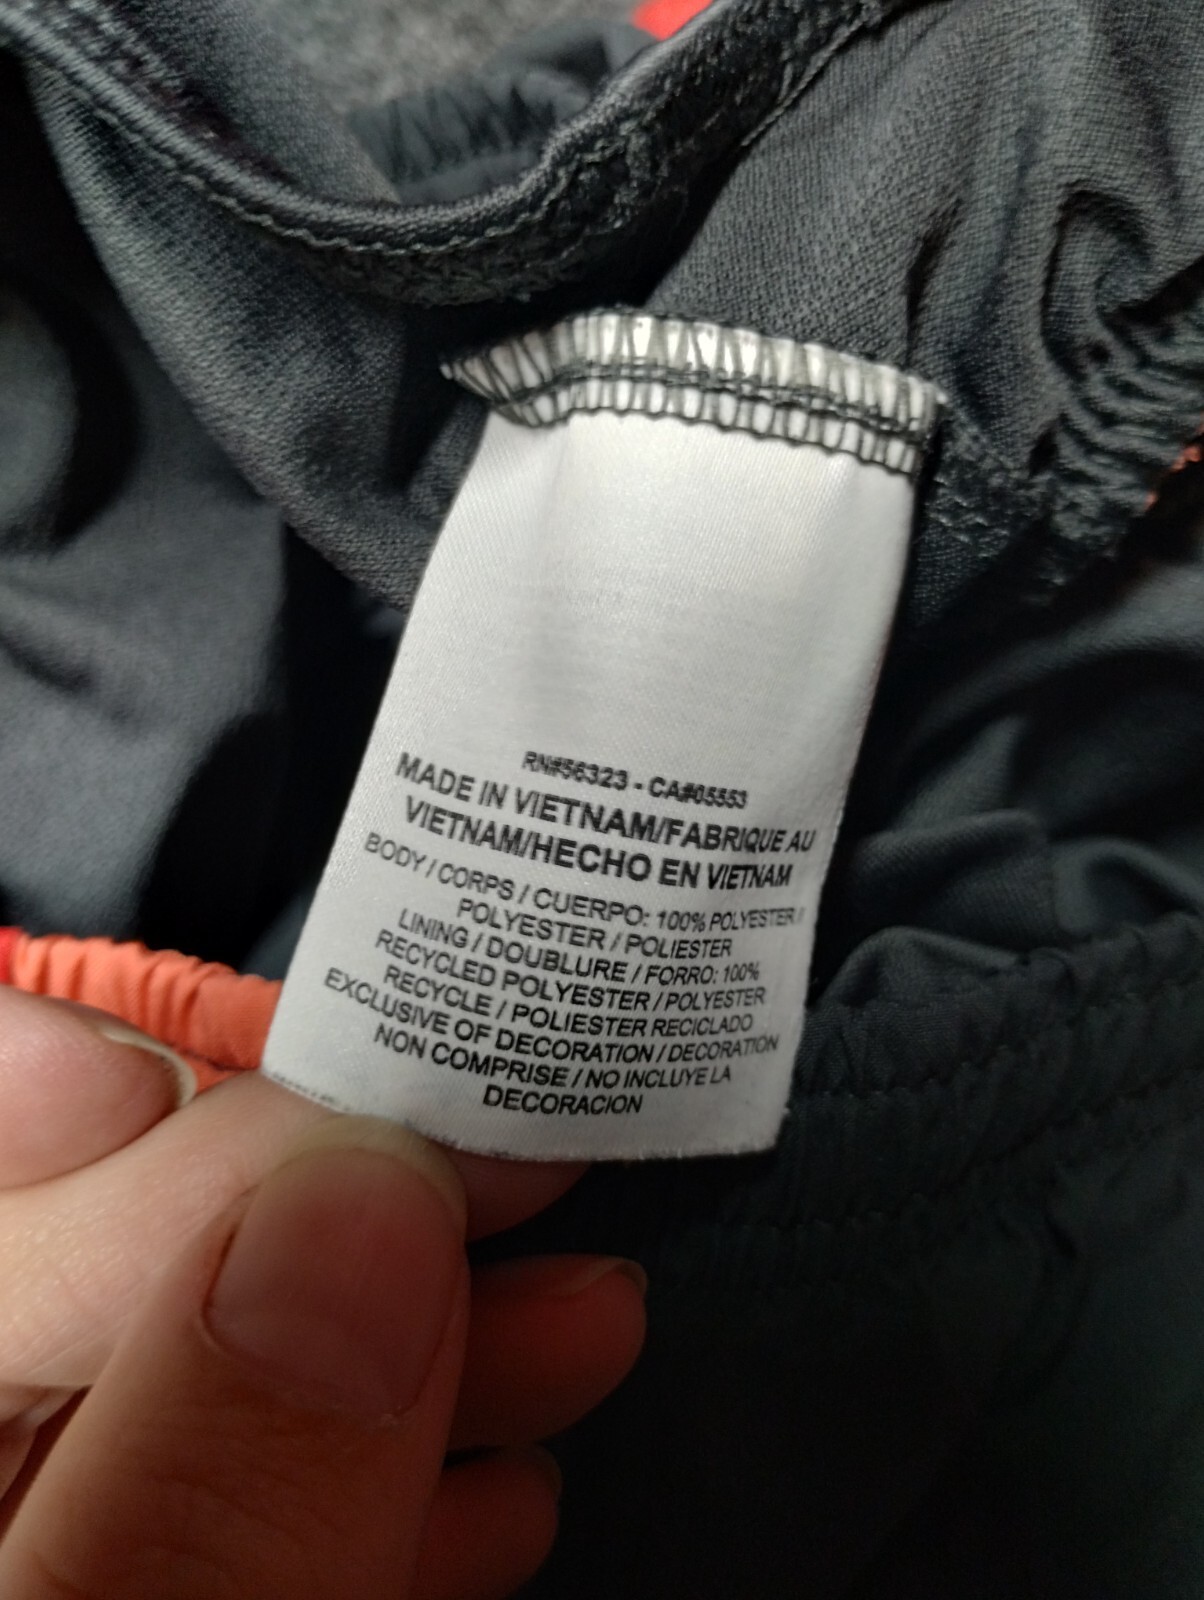 RN#56323 - CA#05553
MADE IN VIETNAM/FABRIQUE AU
VIETNAM/HECHO EN VIETNAM
BODY / CORPS / CUERPO: 100% POLYESTER /
POLYESTER / POLIESTER
LINING / DOUBLURE / FORRO: 100%
RECYCLED POLYESTER / POLYESTER
RECYCLE / POLIESTER RECICLADO
EXCLUSIVE OF DECORATION / DECORATION
NON COMPRISE / NO INCLUYE LA
DECORACION